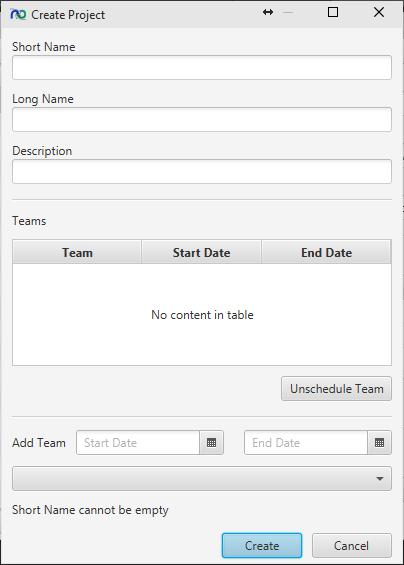 Create Project
Short Name
Long Name
Description
Teams
Team Start Date End Date
No content in table
Unschedule Team
Add Team Start Date End Date
Short Name cannot be empty
Create Cancel